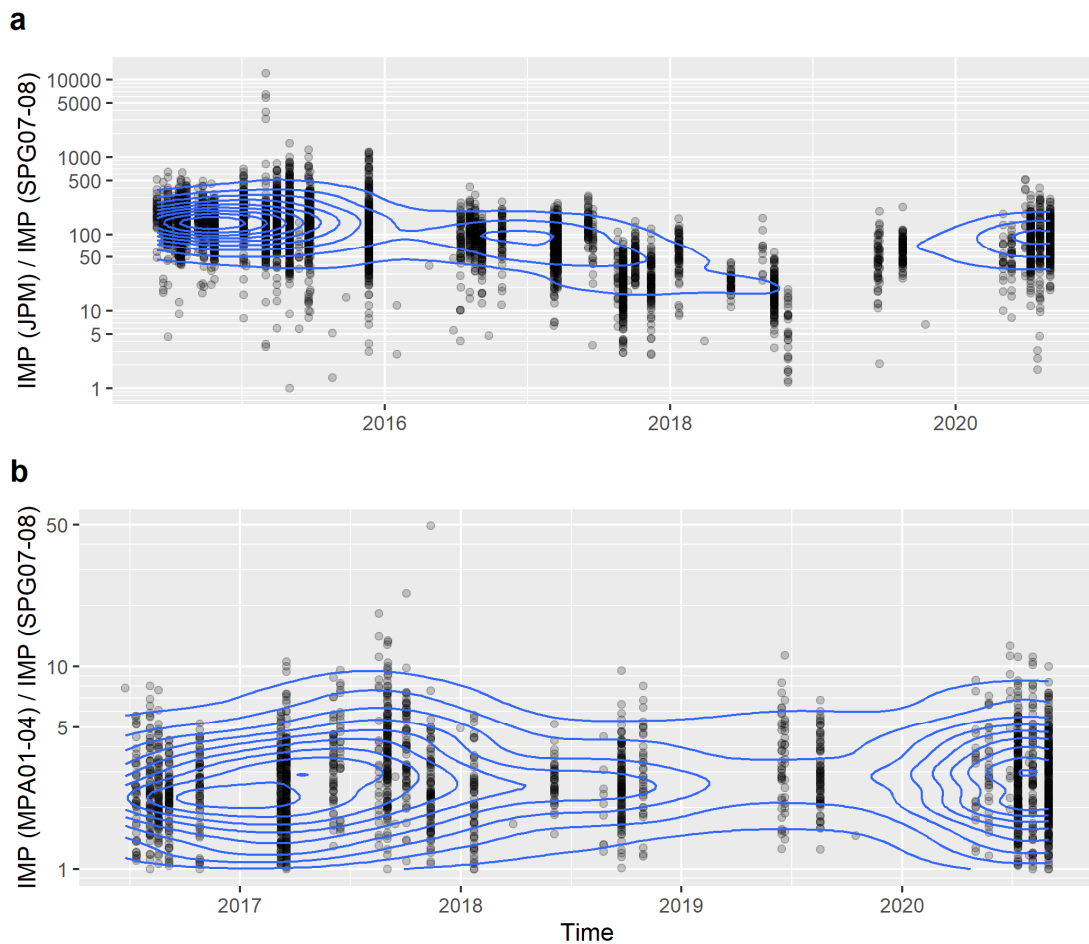 a
IMP (JPM) / IMP (SPG07-08)
10000
5000
1000
500
100
50
10
5
1
2016 2018 2020
b
IMP (MPA01-04) / IMP (SPG07-08)
50
10
5
1
2017 2018 2019 2020
Time